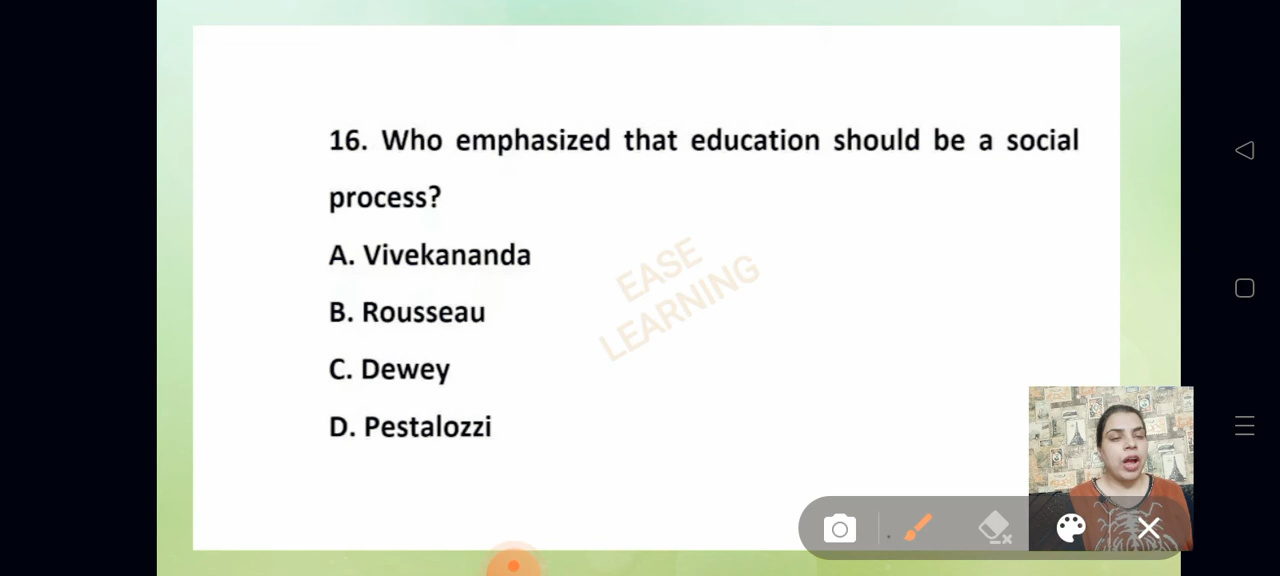 16. Who emphasized that education should be a social
process?
A. Vivekananda
B. Rousseau
C. Dewey
D. Pestalozzi
EASE
LEARNING